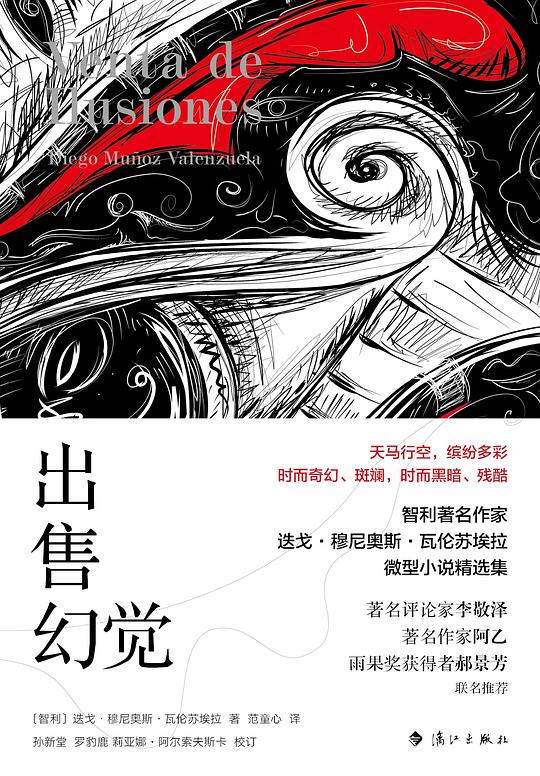 Venta de
Ilusiones
Diego Muñoz Valenzuela
出售幻觉
天马行空，缤纷多彩
时而奇幻、斑斓，时而黑暗、残酷
智利著名作家
迭戈·穆尼奥斯·瓦伦苏埃拉
微型小说精选集
著名评论家李敬泽
著名作家阿乙
雨果奖获得者郝景芳
联名推荐
［智利］迭戈·穆尼奥斯·瓦伦苏埃拉 著 范童心 译
孙新堂 罗豹鹿 莉亚娜·阿尔索夫斯卡 校订
漓江出版社